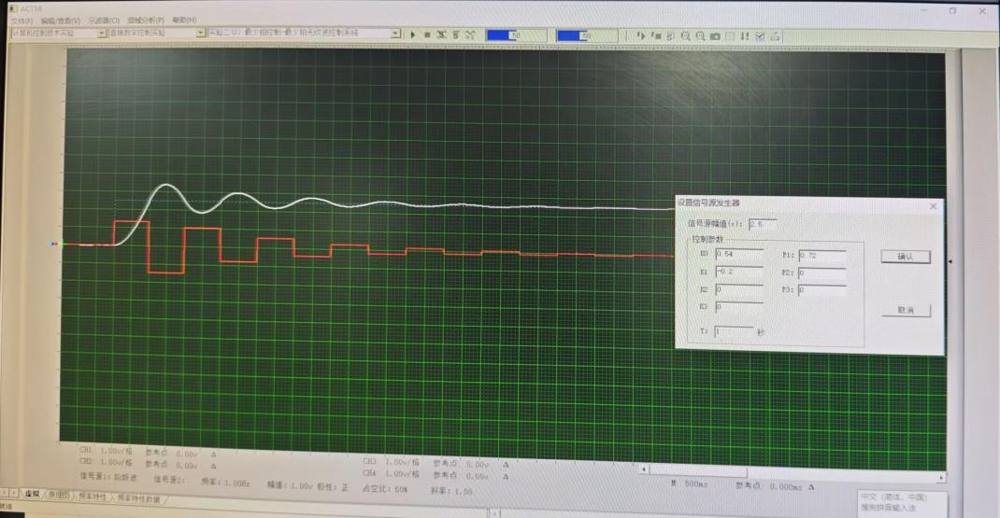 ACT18
文件(F) 编辑/查看(V) 示波器(O) 频域分析(P) 帮助(H)
计算机控制技术实验 直接数字控制实验 实验二(2) 最少拍控制-最少拍无纹波控制系统 50 50
设置信号源发生器
信号源幅值(v): 2.5
控制参数
K0 0.54 P1: 0.72 确认
K1 -0.2 P2: 0
K2 0 P3: 0
K3 0 取消
T: 1 秒
CH1 1.00v/格 参考点 0.00v Δ CH3 1.00v/格 参考点: 0.00v Δ
CH2 1.00v/格 参考点 0.00v Δ CH4 1.00v/格 参考点: 0.00v Δ
信号源1: 阶跃波 信号源2: 频率: 1.00Hz 幅值: 1.00v 极性: 正 占空比: 50% 斜率: 1.00 M 500ms 参考点: 0.000ms Δ
虚拟 原理图 频率特性 频率特性数据
就绪
中文 (简体，中国)
搜狗拼音输入法